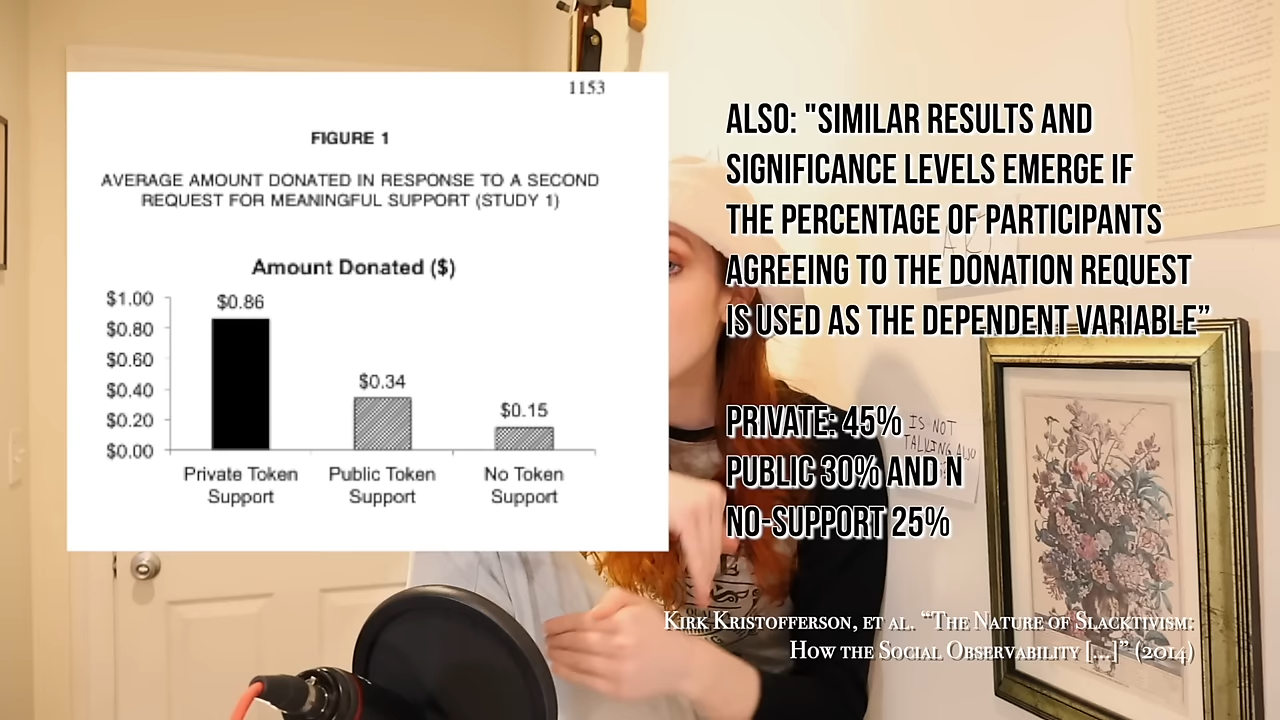 1153
FIGURE 1
AVERAGE AMOUNT DONATED IN RESPONSE TO A SECOND
REQUEST FOR MEANINGFUL SUPPORT (STUDY 1)
Amount Donated ($)
$1.00
$0.80
$0.60
$0.40
$0.20
$0.00
$0.86
$0.34
$0.15
Private Token
Support
Public Token
Support
No Token
Support
ALSO: "SIMILAR RESULTS AND
SIGNIFICANCE LEVELS EMERGE IF
THE PERCENTAGE OF PARTICIPANTS
AGREEING TO THE DONATION REQUEST
IS USED AS THE DEPENDENT VARIABLE”
PRIVATE: 45%
PUBLIC 30% AND N
NO-SUPPORT 25%
IS NOT
TALKING ALSO
Kirk Kristofferson, et al. “The Nature of Slacktivism:
How the Social Observability [...]” (2014)